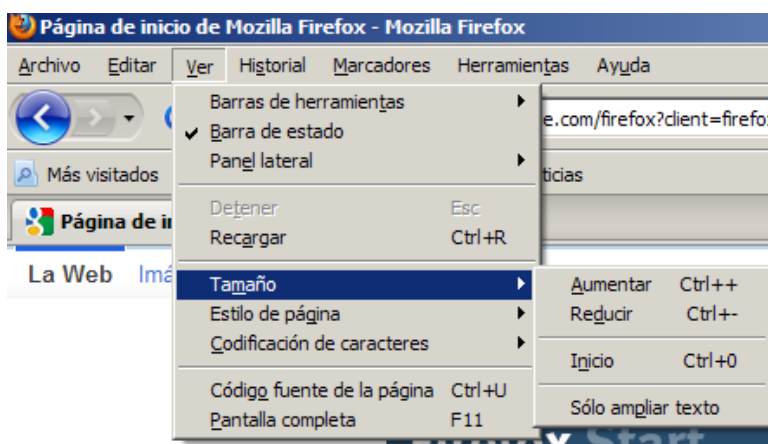 Página de inicio de Mozilla Firefox - Mozilla Firefox
Archivo Editar Ver Historial Marcadores Herramientas Ayuda
Barras de herramientas
e.com/firefox?client=firefo
Barra de estado
Más visitados
Panel lateral
ticias
Detener Esc
Página de in
Recargar Ctrl+R
La Web Imá
Tamaño
Aumentar Ctrl++
Estilo de página
Reducir Ctrl+-
Codificación de caracteres
Inicio Ctrl+0
Código fuente de la página Ctrl+U
Sólo ampliar texto
Pantalla completa F11